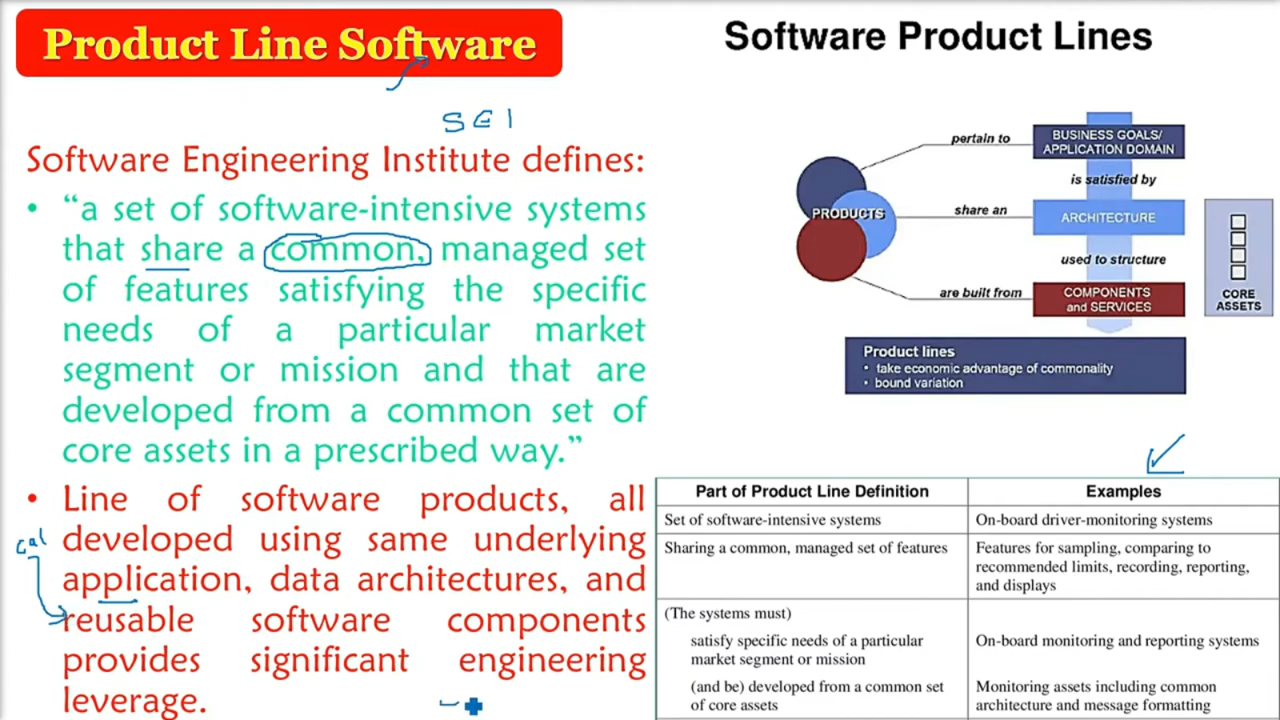 Product Line Software
SEI
Software Engineering Institute defines:
• “a set of software-intensive systems
that share a common, managed set
of features satisfying the specific
needs of a particular market
segment or mission and that are
developed from a common set of
core assets in a prescribed way.”
• Line of software products, all
developed using same underlying
application, data architectures, and
reusable software components
provides significant engineering
leverage.
cal
Software Product Lines
PRODUCTS
pertain to
BUSINESS GOALS/
APPLICATION DOMAIN
is satisfied by
share an
ARCHITECTURE
used to structure
are built from
COMPONENTS
and SERVICES
CORE
ASSETS
Product lines
• take economic advantage of commonality
• bound variation
Part of Product Line Definition
Examples
Set of software-intensive systems
On-board driver-monitoring systems
Sharing a common, managed set of features
Features for sampling, comparing to
recommended limits, recording, reporting,
and displays
(The systems must)
satisfy specific needs of a particular
market segment or mission
On-board monitoring and reporting systems
(and be) developed from a common set
of core assets
Monitoring assets including common
architecture and message formatting